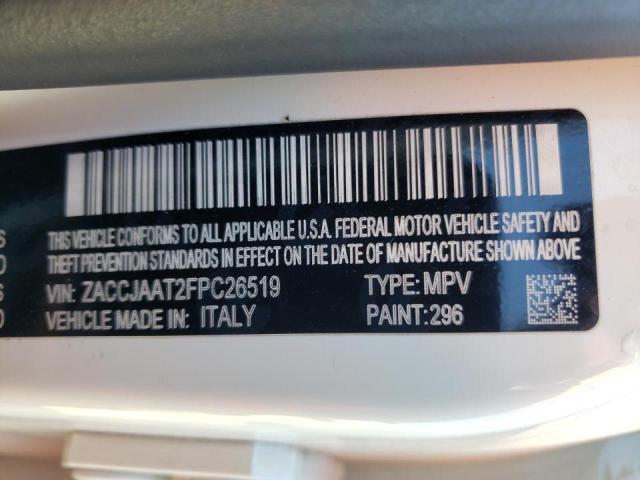 THIS VEHICLE CONFORMS TO ALL APPLICABLE U.S.A. FEDERAL MOTOR VEHICLE SAFETY AND
THEFT PREVENTION STANDARDS IN EFFECT ON THE DATE OF MANUFACTURE SHOWN ABOVE
VIN: ZACCJAAT2FPC26519 TYPE: MPV
VEHICLE MADE IN: ITALY PAINT: 296